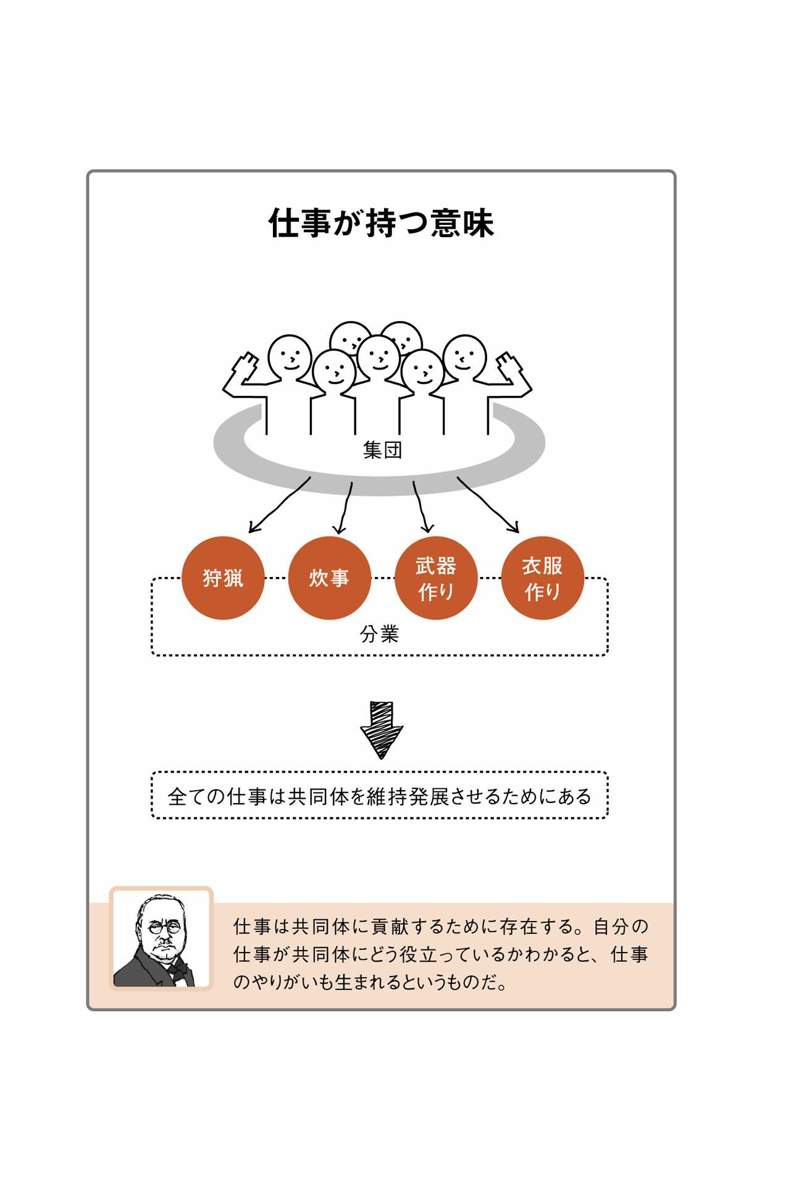 仕事が持つ意味
集団
狩猟
炊事
武器
作り
衣服
作り
分業
全ての仕事は共同体を維持発展させるためにある
仕事は共同体に貢献するために存在する。自分の
仕事が共同体にどう役立っているかわかると、仕事
のやりがいも生まれるというものだ。